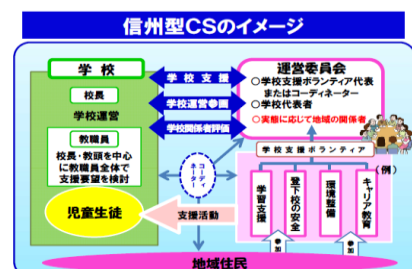 信州型CSのイメージ
学校
校長
学校運営
教職員
校長・教頭を中心
に教職員全体で
支援要望を検討
児童生徒
学校支援
学校運営参画
学校関係者評価
コーディ
ネーター
支援活動
運営委員会
○学校支援ボランティア代表
またはコーディネーター
○学校代表者
○実態に応じて地域の関係者
学校支援ボランティア
(例)
学習支援
登下校の安全
環境整備
キャリア教育
参加
参加
地域住民